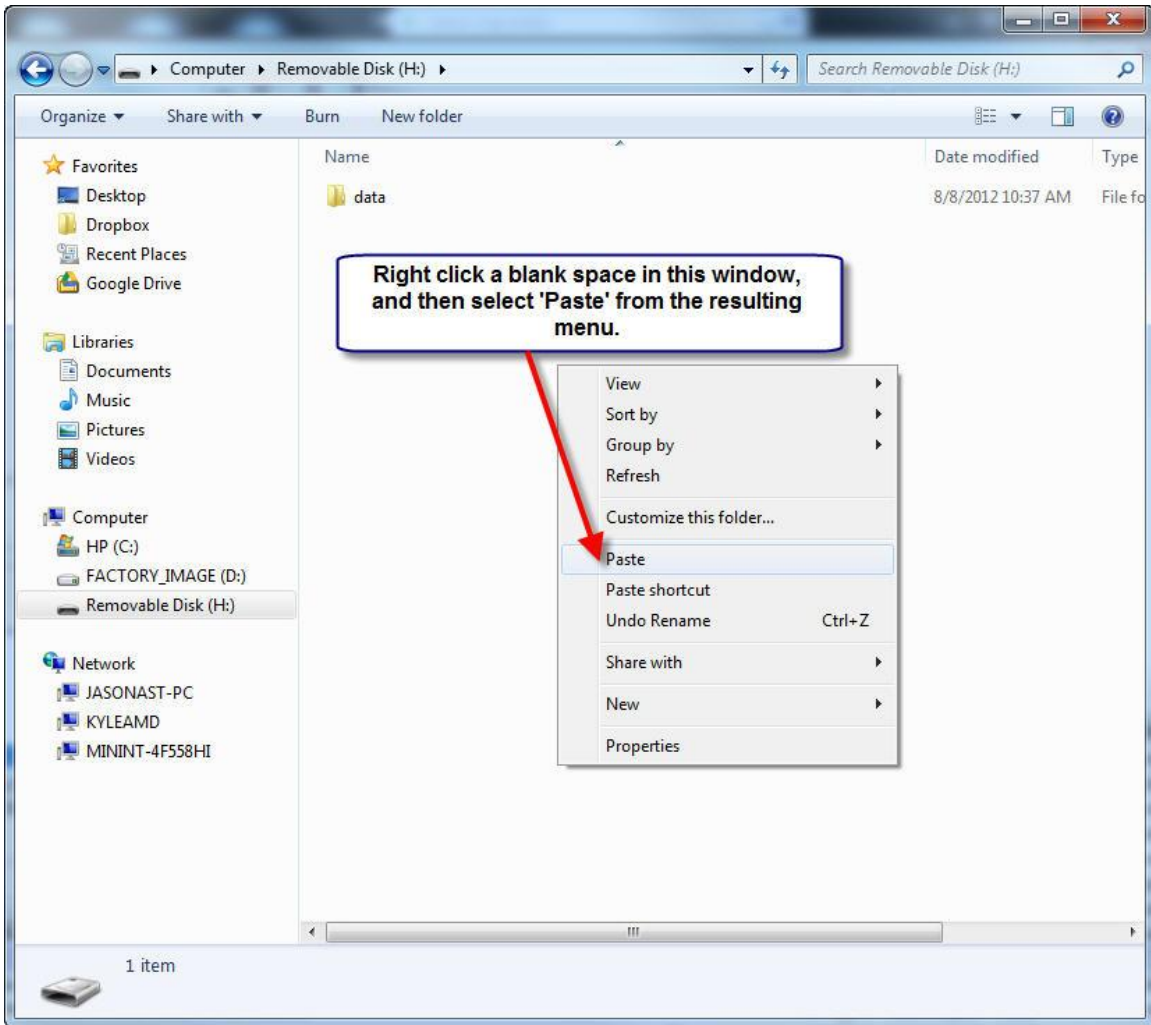 Computer Removable Disk (H:)
Search Removable Disk (H:)
Organize Share with Burn New folder
Name Date modified Type
data 8/8/2012 10:37 AM File fo
Favorites
Desktop
Dropbox
Recent Places
Google Drive
Libraries
Documents
Music
Pictures
Videos
Computer
HP (C:)
FACTORY_IMAGE (D:)
Removable Disk (H:)
Network
JASONAST-PC
KYLEAMD
MININT-4F558HI
Right click a blank space in this window,
and then select 'Paste' from the resulting
menu.
View
Sort by
Group by
Refresh
Customize this folder...
Paste
Paste shortcut
Undo Rename Ctrl+Z
Share with
New
Properties
1 item